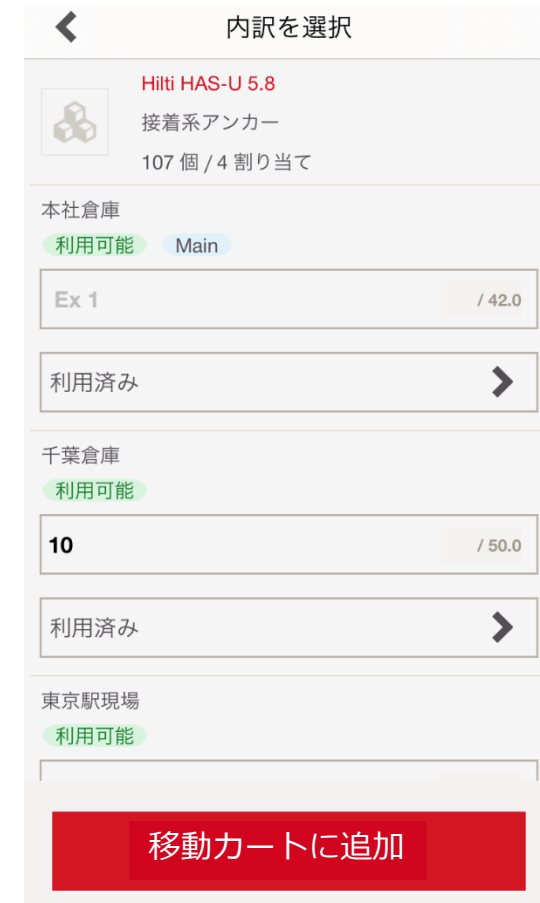 内訳を選択
Hilti HAS-U 5.8
接着系アンカー
107 個 / 4 割り当て
本社倉庫
利用可能 Main
Ex 1 / 42.0
利用済み
千葉倉庫
利用可能
10 / 50.0
利用済み
東京駅現場
利用可能
移動カートに追加